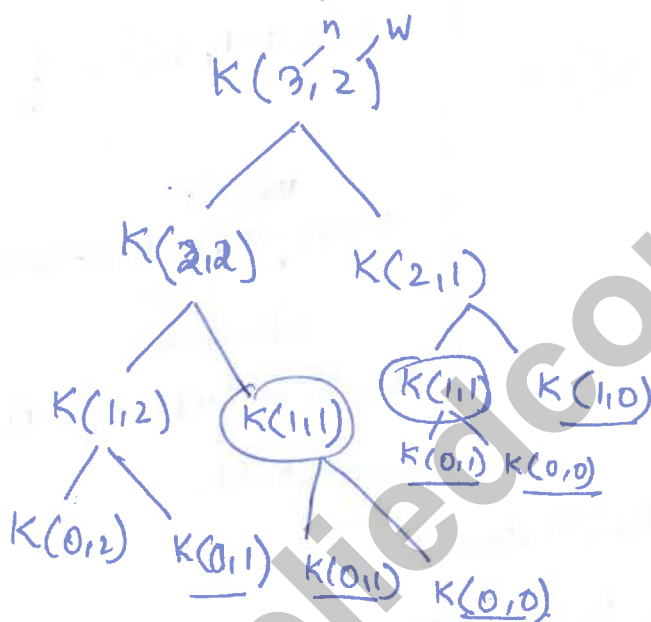 n W
K(3,2)
K(2,2) K(2,1)
K(1,2) K(1,1) K(1,1) K(1,0)
K(0,1) K(0,0)
K(0,2) K(0,1) K(0,1) K(0,0)